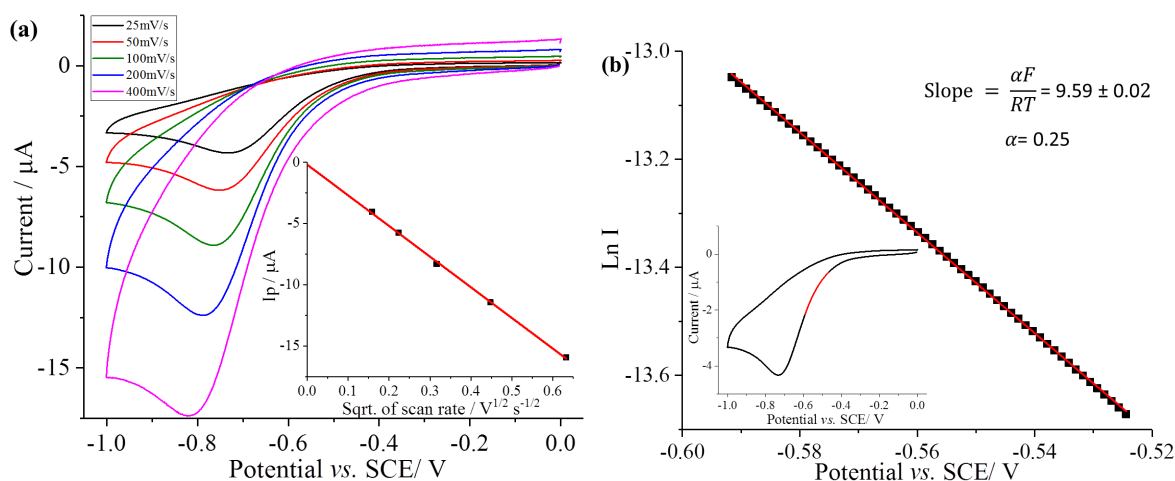 (a)
25mV/s
50mV/s
100mV/s
200mV/s
400mV/s
Current / μA
0
-5
-10
-15
-1.0
-0.8
-0.6
-0.4
-0.2
0.0
Potential vs. SCE/ V
Ip / μA
0
-5
-10
-15
0.0
0.1
0.2
0.3
0.4
0.5
0.6
Sqrt. of scan rate / V^1/2 s^-1/2
(b)
Slope = αF/RT = 9.59 ± 0.02
α= 0.25
Ln I
-13.0
-13.2
-13.4
-13.6
-0.60
-0.58
-0.56
-0.54
-0.52
Potential vs. SCE/ V
Current / μA
0
-2
-4
-1.0
-0.8
-0.6
-0.4
-0.2
0.0
Potential vs. SCE/ V